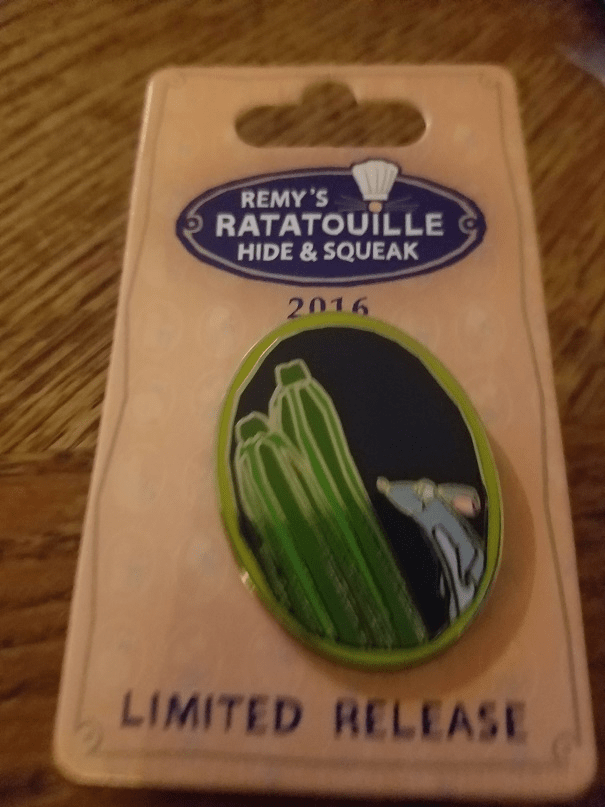 REMY'S
RATATOUILLE
HIDE & SQUEAK
2016
LIMITED RELEASE